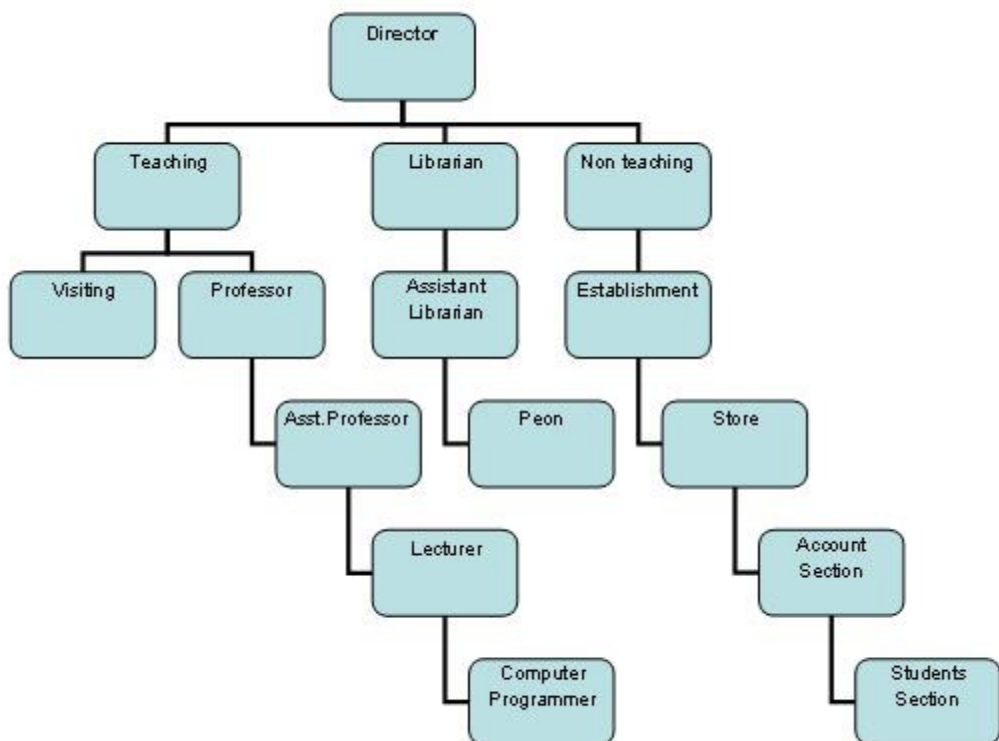 Director
Teaching
Librarian
Non teaching
Visiting
Professor
Assistant
Librarian
Establishment
Asst.Professor
Peon
Store
Lecturer
Account
Section
Computer
Programmer
Students
Section